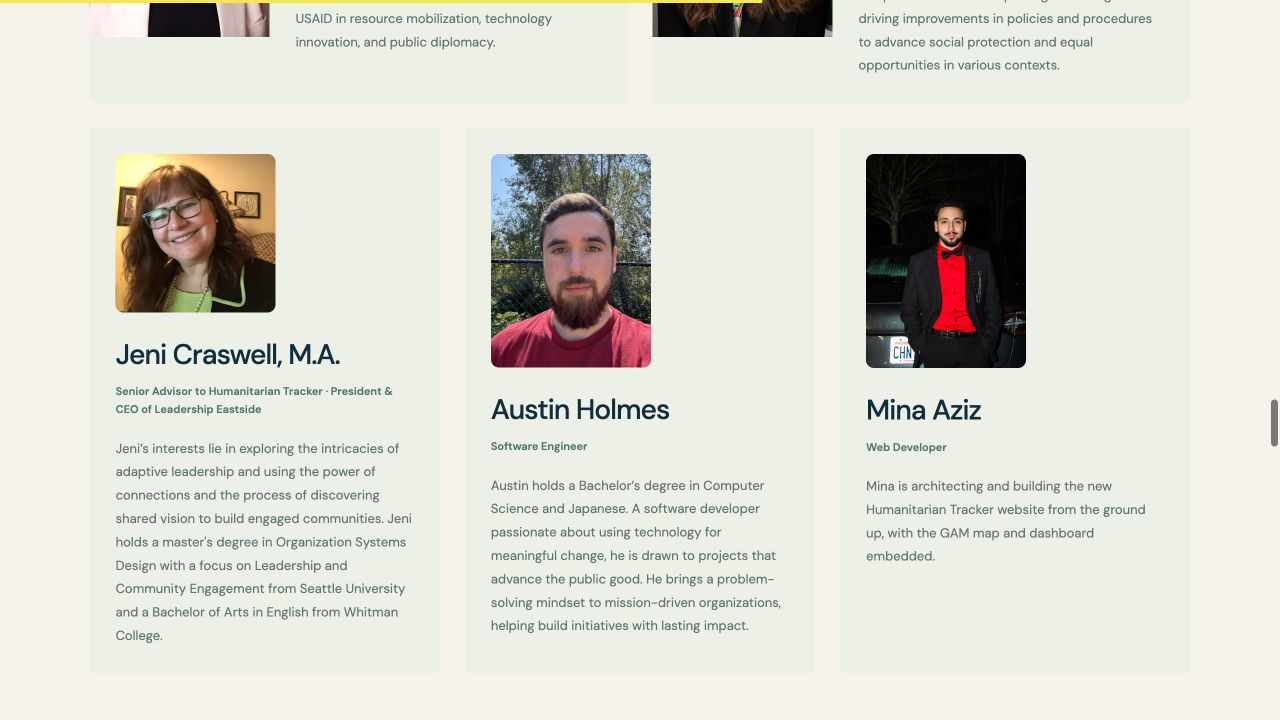 USAID in resource mobilization, technology
innovation, and public diplomacy.
driving improvements in policies and procedures
to advance social protection and equal
opportunities in various contexts.
Jeni Craswell, M.A.
Senior Advisor to Humanitarian Tracker · President &
CEO of Leadership Eastside
Jeni’s interests lie in exploring the intricacies of
adaptive leadership and using the power of
connections and the process of discovering
shared vision to build engaged communities. Jeni
holds a master's degree in Organization Systems
Design with a focus on Leadership and
Community Engagement from Seattle University
and a Bachelor of Arts in English from Whitman
College.
Austin Holmes
Software Engineer
Austin holds a Bachelor’s degree in Computer
Science and Japanese. A software developer
passionate about using technology for
meaningful change, he is drawn to projects that
advance the public good. He brings a problem-
solving mindset to mission-driven organizations,
helping build initiatives with lasting impact.
CHN
Mina Aziz
Web Developer
Mina is architecting and building the new
Humanitarian Tracker website from the ground
up, with the GAM map and dashboard
embedded.